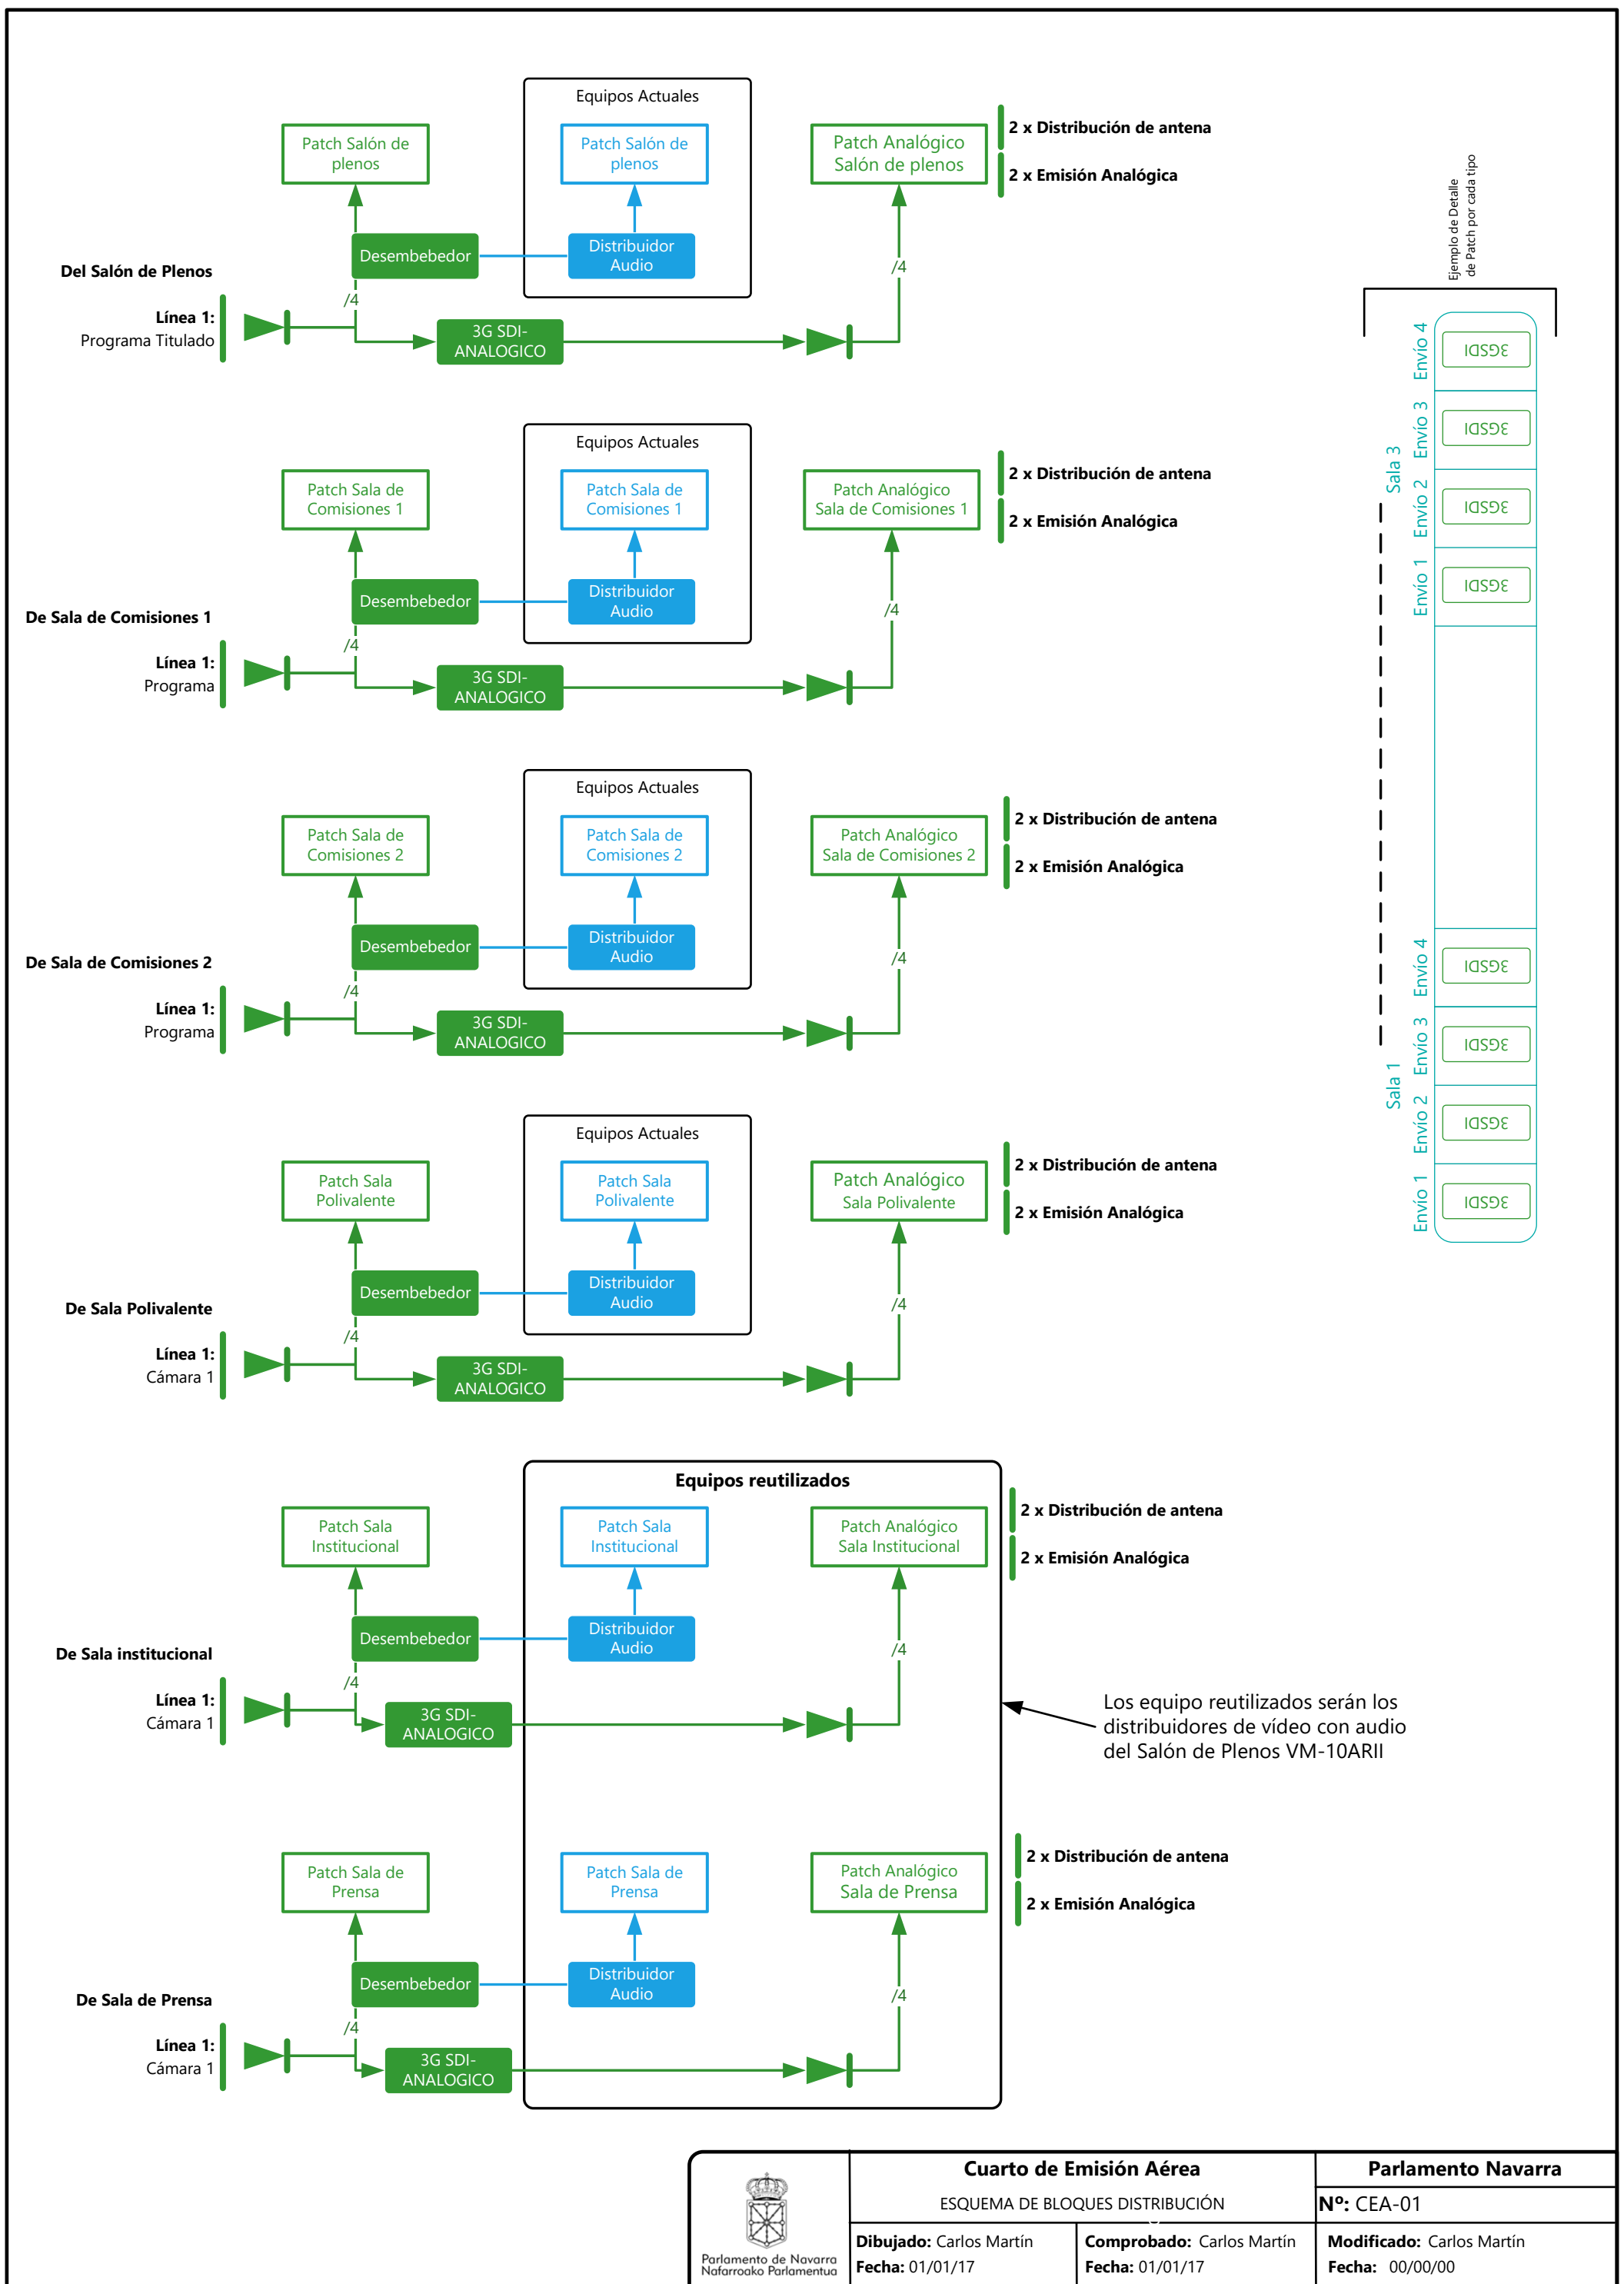 Equipos Actuales
Patch Salón de
plenos
Patch Salón de
plenos
Patch Analógico
Salón de plenos
2 x Distribución de antena
2 x Emisión Analógica
Desembebedor
Distribuidor
Audio
/4
Del Salón de Plenos
/4
Línea 1:
Programa Titulado
3G SDI-
ANALOGICO
Equipos Actuales
Patch Sala de
Comisiones 1
Patch Sala de
Comisiones 1
Patch Analógico
Sala de Comisiones 1
2 x Distribución de antena
2 x Emisión Analógica
Desembebedor
Distribuidor
Audio
/4
De Sala de Comisiones 1
/4
Línea 1:
Programa
3G SDI-
ANALOGICO
Equipos Actuales
Patch Sala de
Comisiones 2
Patch Sala de
Comisiones 2
Patch Analógico
Sala de Comisiones 2
2 x Distribución de antena
2 x Emisión Analógica
Desembebedor
Distribuidor
Audio
/4
De Sala de Comisiones 2
/4
Línea 1:
Programa
3G SDI-
ANALOGICO
Equipos Actuales
Patch Sala
Polivalente
Patch Sala
Polivalente
Patch Analógico
Sala Polivalente
2 x Distribución de antena
2 x Emisión Analógica
Desembebedor
Distribuidor
Audio
/4
De Sala Polivalente
/4
Línea 1:
Cámara 1
3G SDI-
ANALOGICO
Equipos reutilizados
Patch Sala
Institucional
Patch Sala
Institucional
Patch Analógico
Sala Institucional
2 x Distribución de antena
2 x Emisión Analógica
Desembebedor
Distribuidor
Audio
/4
De Sala institucional
/4
Línea 1:
Cámara 1
3G SDI-
ANALOGICO
Los equipo reutilizados serán los
distribuidores de vídeo con audio
del Salón de Plenos VM-10ARII
Patch Sala de
Prensa
Patch Sala de
Prensa
Patch Analógico
Sala de Prensa
2 x Distribución de antena
2 x Emisión Analógica
Desembebedor
Distribuidor
Audio
/4
De Sala de Prensa
/4
Línea 1:
Cámara 1
3G SDI-
ANALOGICO
Ejemplo de Detalle
de Patch por cada tipo
Sala 3
Envío 4
3GSDI
Envío 3
3GSDI
Envío 2
3GSDI
Envío 1
3GSDI
Sala 1
Envío 4
3GSDI
Envío 3
3GSDI
Envío 2
3GSDI
Envío 1
3GSDI
Parlamento de Navarra
Nafarroako Parlamentua
Cuarto de Emisión Aérea
ESQUEMA DE BLOQUES DISTRIBUCIÓN
Parlamento Navarra
Nº: CEA-01
Dibujado: Carlos Martín
Fecha: 01/01/17
Comprobado: Carlos Martín
Fecha: 01/01/17
Modificado: Carlos Martín
Fecha: 00/00/00